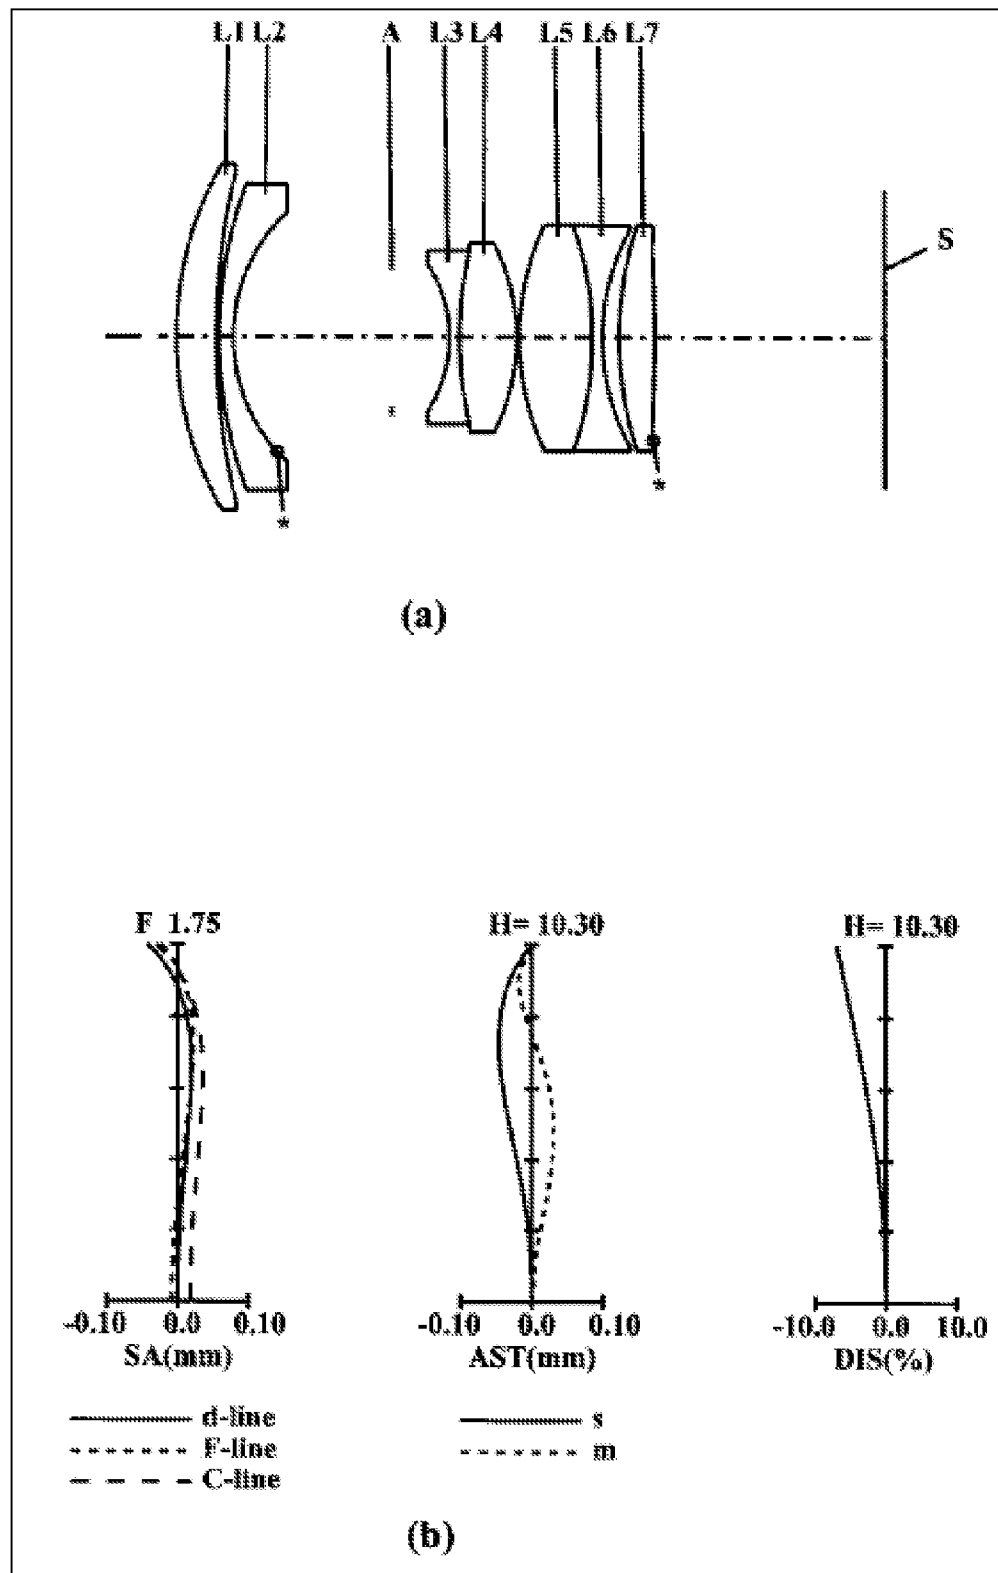 L1 L2 A L3 L4 L5 L6 L7
S
*
*
(a)
F 1.75
H= 10.30
H= 10.30
-0.10 0.0 0.10
-0.10 0.0 0.10
-10.0 0.0 10.0
SA(mm)
AST(mm)
DIS(%)
d-line
F-line
C-line
s
m
(b)